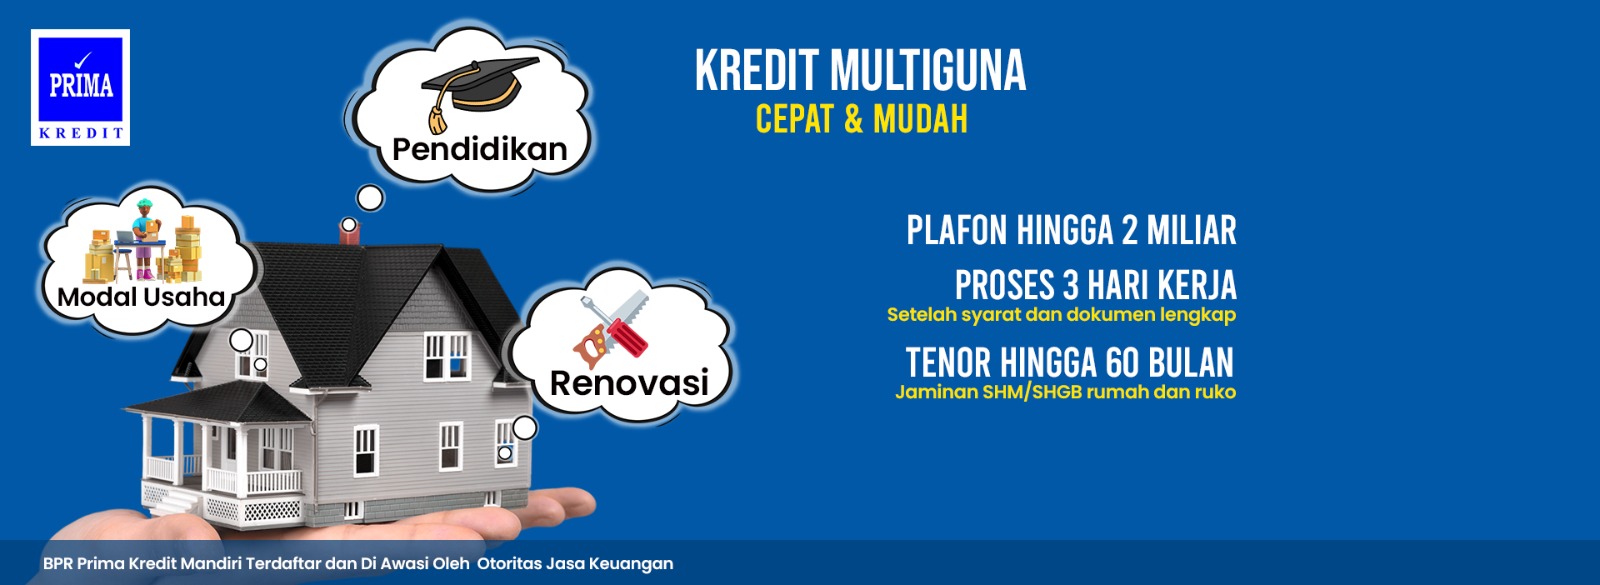 PRIMA
KREDIT
Pendidikan
Modal Usaha
Renovasi
KREDIT MULTIGUNA
CEPAT & MUDAH
PLAFON HINGGA 2 MILIAR
PROSES 3 HARI KERJA
Setelah syarat dan dokumen lengkap
TENOR HINGGA 60 BULAN
Jaminan SHM/SHGB rumah dan ruko
BPR Prima Kredit Mandiri Terdaftar dan Di Awasi Oleh Otoritas Jasa Keuangan